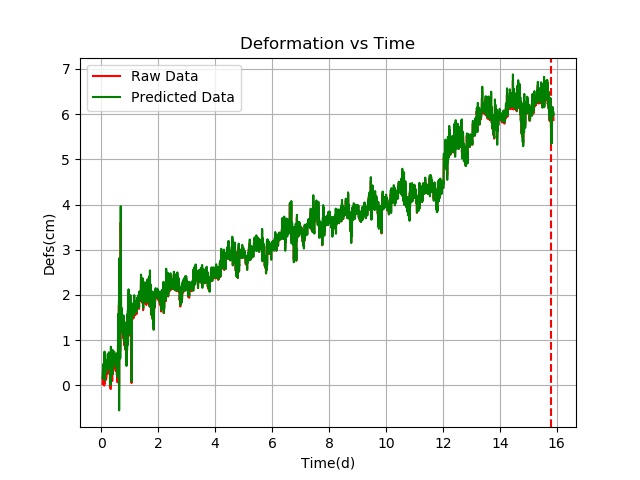 Deformation vs Time
Raw Data
Predicted Data
7
6
5
4
3
2
1
0
Defs(cm)
0 2 4 6 8 10 12 14 16
Time(d)